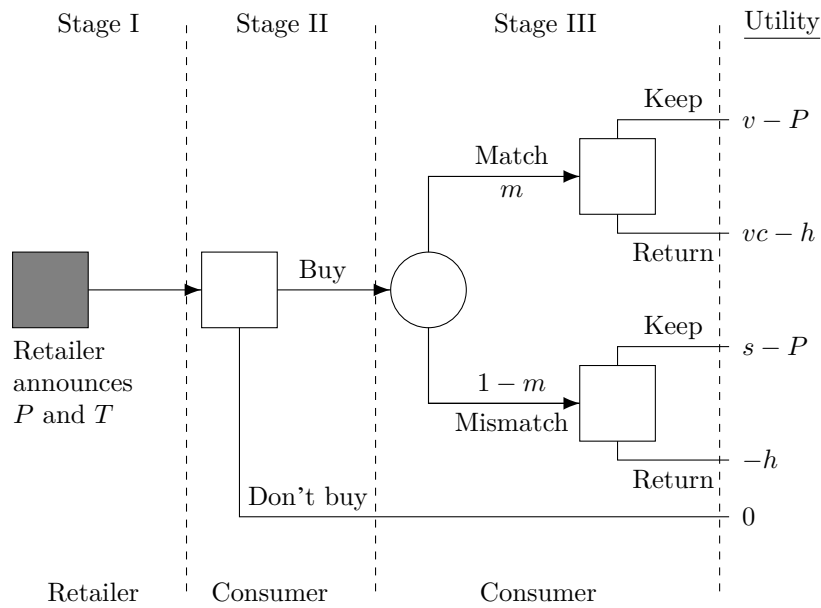 Stage I
Stage II
Stage III
Utility
Keep
v − P
Match
m
vc − h
Return
Buy
Retailer
announces
P and T
Keep
s − P
1 − m
Mismatch
−h
Return
Don't buy
0
Retailer
Consumer
Consumer